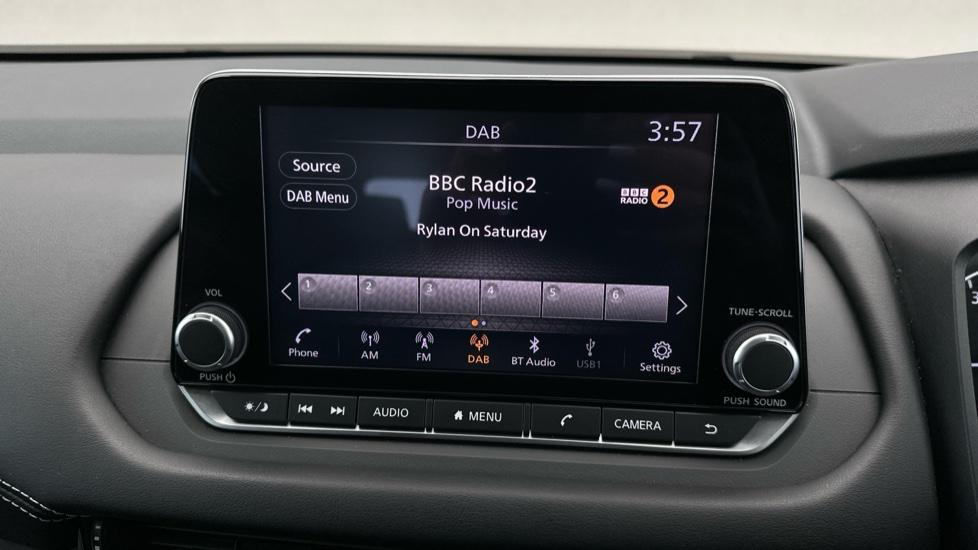 DAB
3:57
Source
DAB Menu
BBC Radio2
Pop Music
BBC
RADIO 2
Rylan On Saturday
1 2 3 4 5 6
VOL
TUNE·SCROLL
Phone
AM
FM
DAB
BT Audio
USB1
Settings
PUSH
PUSH SOUND
AUDIO
MENU
CAMERA